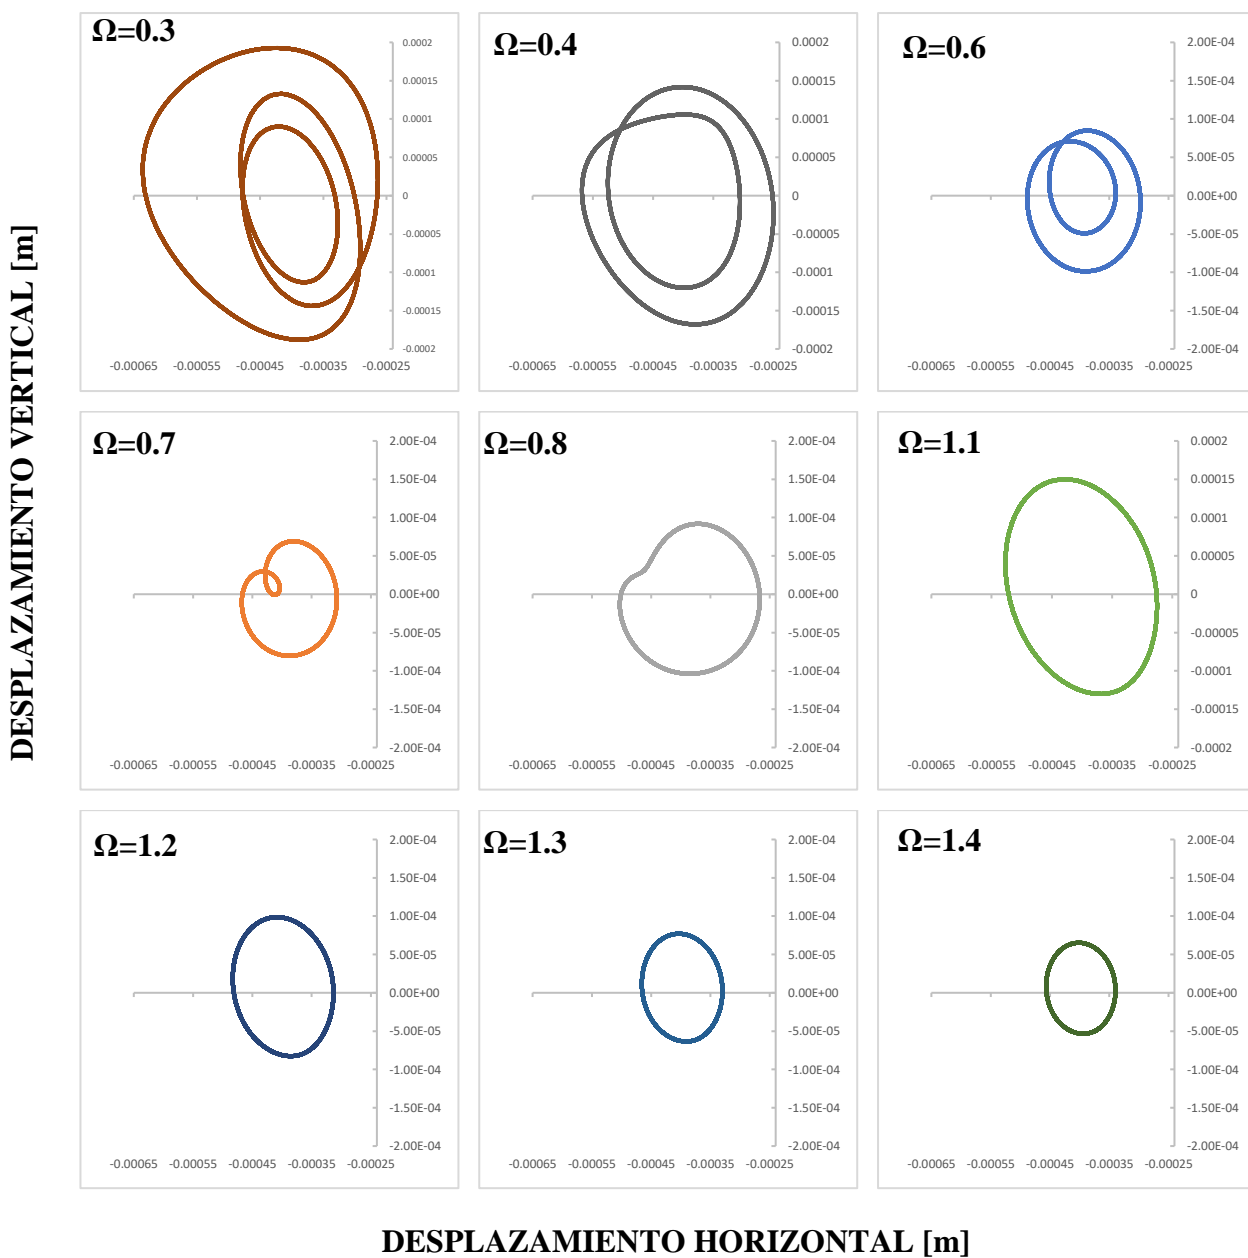 DESPLAZAMIENTO VERTICAL [m]
Ω=0.3
0.0002
0.00015
0.0001
0.00005
0
-0.00005
-0.0001
-0.00015
-0.0002
-0.00065 -0.00055 -0.00045 -0.00035 -0.00025
Ω=0.4
0.0002
0.00015
0.0001
0.00005
0
-0.00005
-0.0001
-0.00015
-0.0002
-0.00065 -0.00055 -0.00045 -0.00035 -0.00025
Ω=0.6
2.00E-04
1.50E-04
1.00E-04
5.00E-05
0.00E+00
-5.00E-05
-1.00E-04
-1.50E-04
-2.00E-04
-0.00065 -0.00055 -0.00045 -0.00035 -0.00025
Ω=0.7
2.00E-04
1.50E-04
1.00E-04
5.00E-05
0.00E+00
-5.00E-05
-1.00E-04
-1.50E-04
-2.00E-04
-0.00065 -0.00055 -0.00045 -0.00035 -0.00025
Ω=0.8
2.00E-04
1.50E-04
1.00E-04
5.00E-05
0.00E+00
-5.00E-05
-1.00E-04
-1.50E-04
-2.00E-04
-0.00065 -0.00055 -0.00045 -0.00035 -0.00025
Ω=1.1
0.0002
0.00015
0.0001
0.00005
0
-0.00005
-0.0001
-0.00015
-0.0002
-0.00065 -0.00055 -0.00045 -0.00035 -0.00025
Ω=1.2
2.00E-04
1.50E-04
1.00E-04
5.00E-05
0.00E+00
-5.00E-05
-1.00E-04
-1.50E-04
-2.00E-04
-0.00065 -0.00055 -0.00045 -0.00035 -0.00025
Ω=1.3
2.00E-04
1.50E-04
1.00E-04
5.00E-05
0.00E+00
-5.00E-05
-1.00E-04
-1.50E-04
-2.00E-04
-0.00065 -0.00055 -0.00045 -0.00035 -0.00025
Ω=1.4
2.00E-04
1.50E-04
1.00E-04
5.00E-05
0.00E+00
-5.00E-05
-1.00E-04
-1.50E-04
-2.00E-04
-0.00065 -0.00055 -0.00045 -0.00035 -0.00025
DESPLAZAMIENTO HORIZONTAL [m]